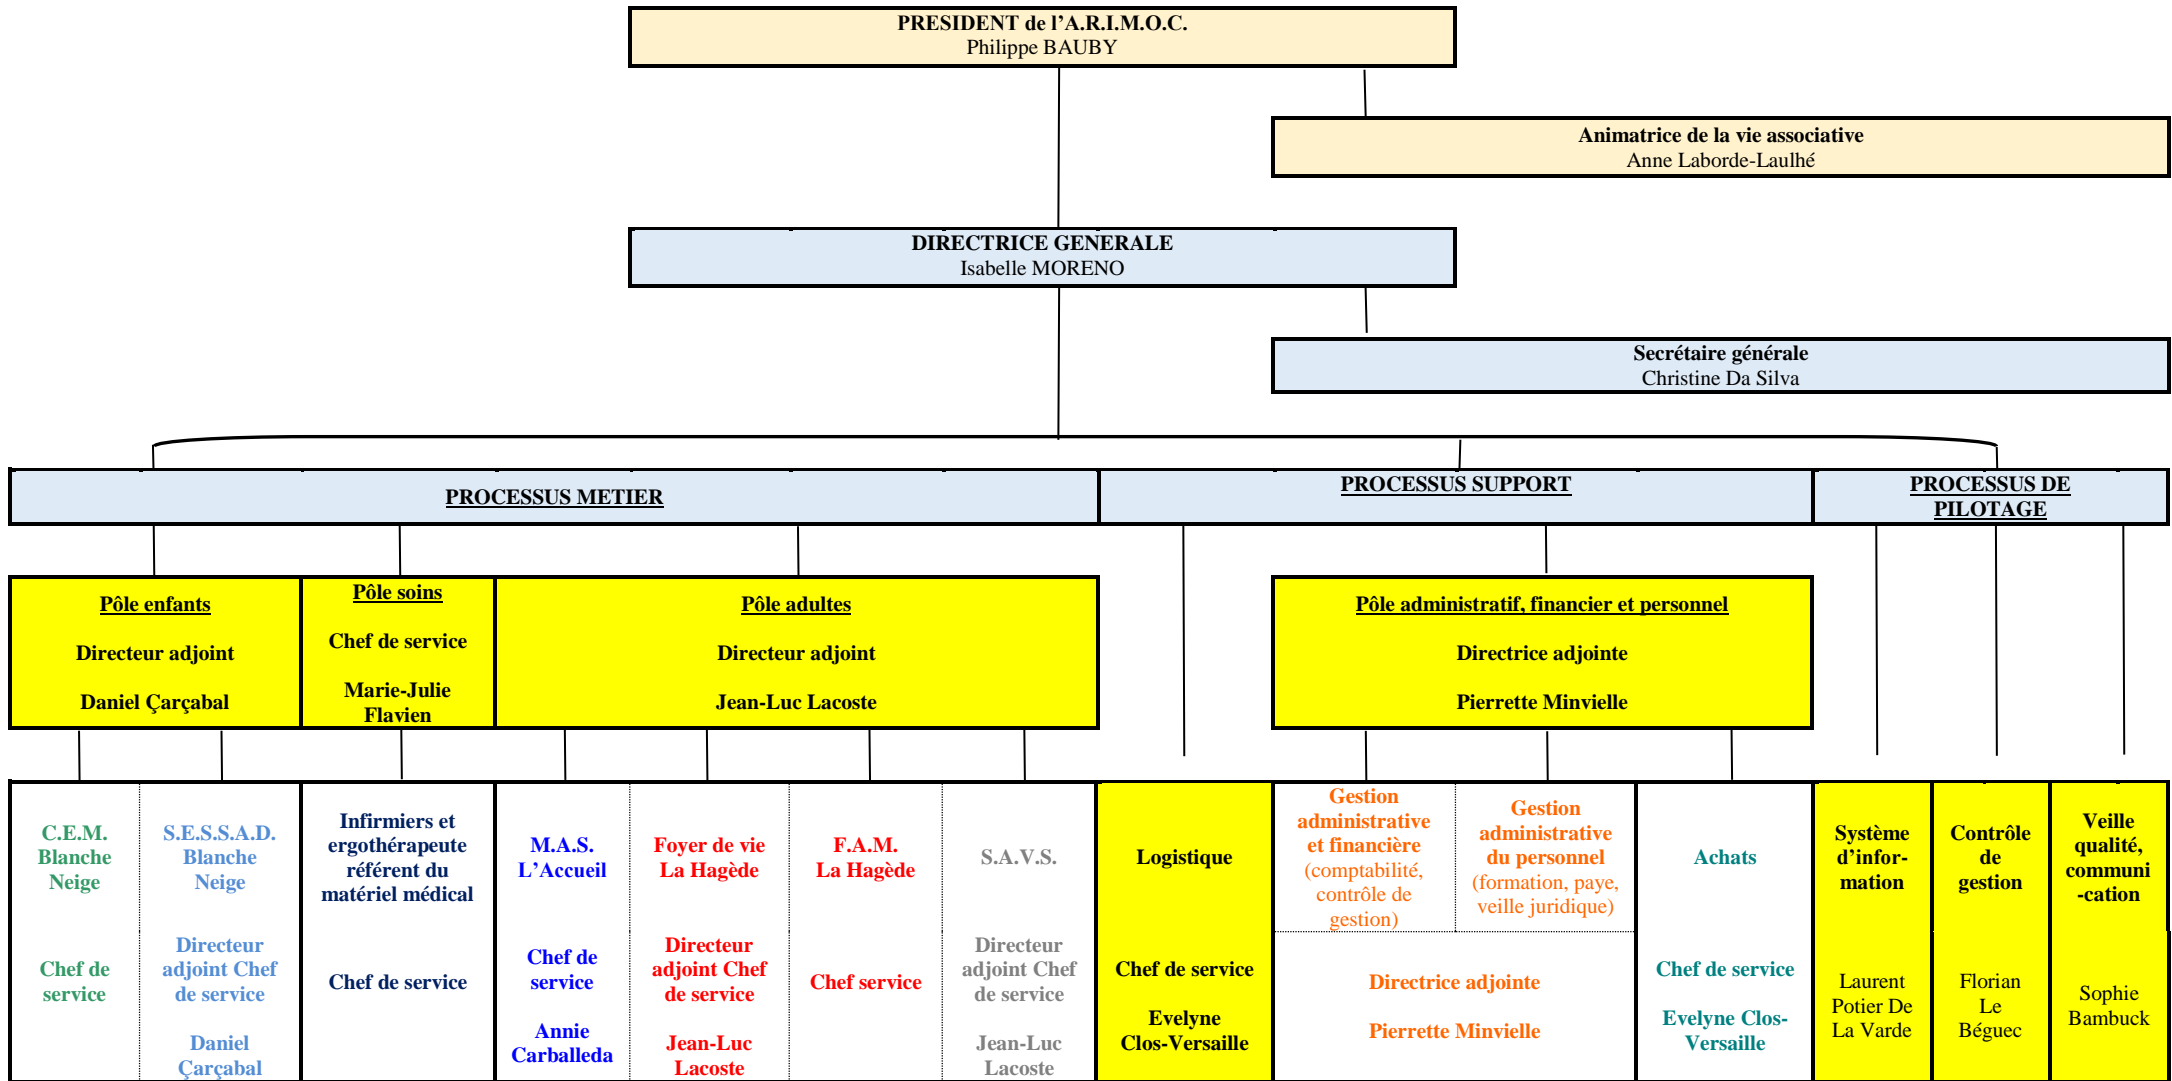 PRESIDENT de l'A.R.I.M.O.C.
Philippe BAUBY
Animatrice de la vie associative
Anne Laborde-Laulhé
DIRECTRICE GENERALE
Isabelle MORENO
Secrétaire générale
Christine Da Silva
PROCESSUS METIER
PROCESSUS SUPPORT
PROCESSUS DE
PILOTAGE
Pôle enfants
Directeur adjoint
Daniel Çarçabal
Pôle soins
Chef de service
Marie-Julie
Flavien
Pôle adultes
Directeur adjoint
Jean-Luc Lacoste
Pôle administratif, financier et personnel
Directrice adjointe
Pierrette Minvielle
C.E.M.
Blanche
Neige
Chef de
service
S.E.S.S.A.D.
Blanche
Neige
Directeur
adjoint Chef
de service
Daniel
Çarçabal
Infirmiers et
ergothérapeute
référent du
matériel médical
Chef de service
M.A.S.
L'Accueil
Chef de
service
Annie
Carballeda
Foyer de vie
La Hagède
Directeur
adjoint Chef
de service
Jean-Luc
Lacoste
F.A.M.
La Hagède
Chef service
S.A.V.S.
Directeur
adjoint Chef
de service
Jean-Luc
Lacoste
Logistique
Chef de service
Evelyne
Clos-Versaille
Gestion
administrative
et financière
(comptabilité,
contrôle de
gestion)
Gestion
administrative
du personnel
(formation, paye,
veille juridique)
Directrice adjointe
Pierrette Minvielle
Achats
Chef de service
Evelyne Clos-
Versaille
Système
d'infor-
mation
Laurent
Potier De
La Varde
Contrôle
de
gestion
Florian
Le
Béguec
Veille
qualité,
communi
-cation
Sophie
Bambuck